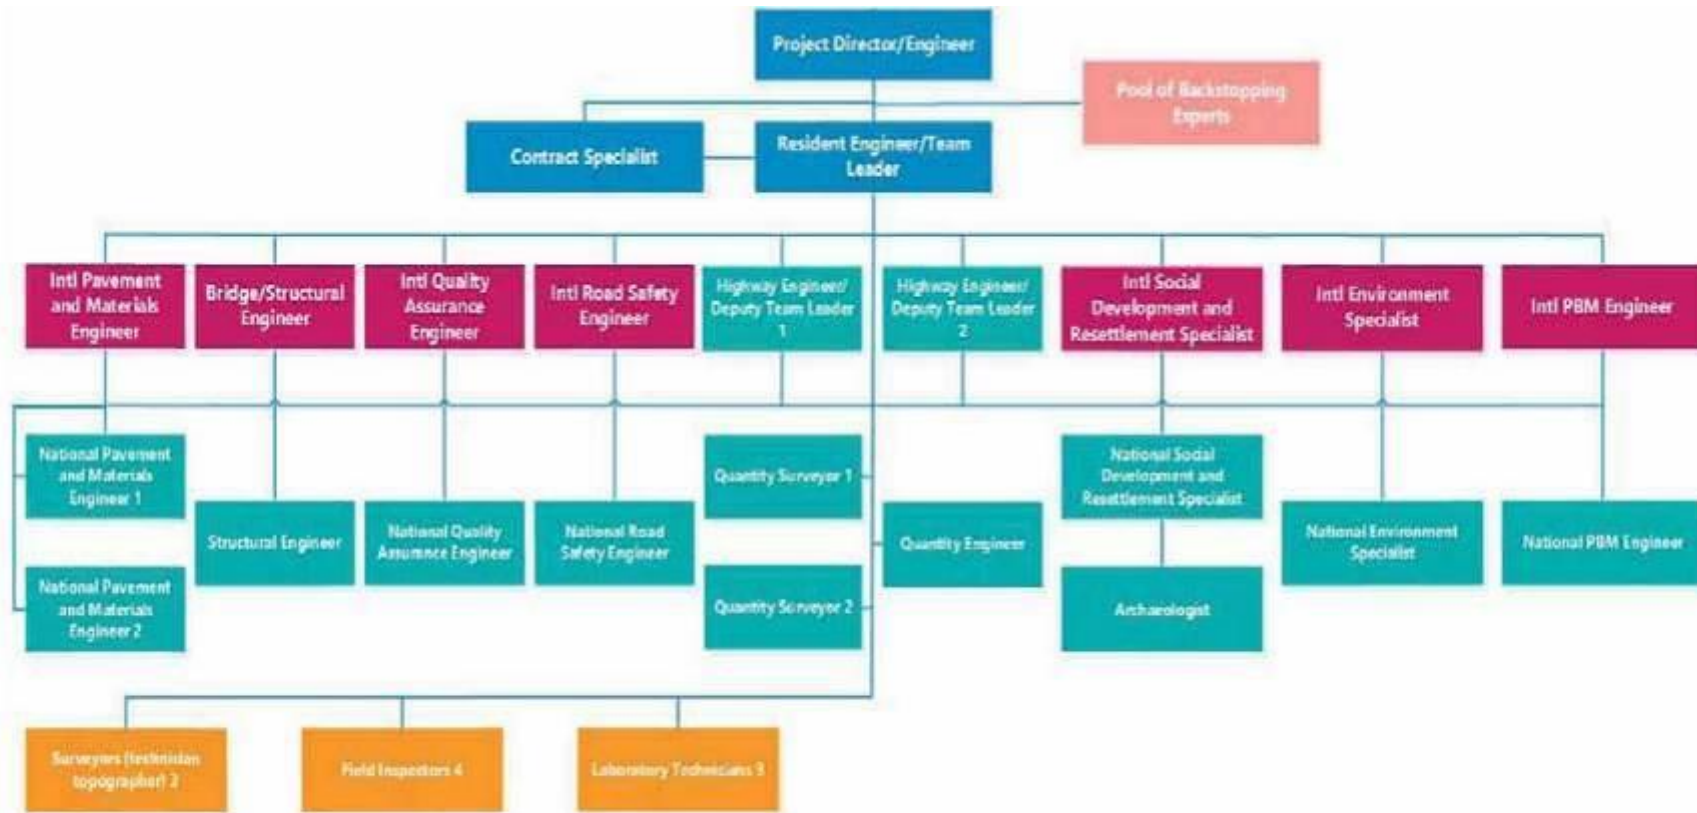 Project Director/Engineer
Pool of Backstopping
Experts
Contract Specialist
Resident Engineer/Team
Leader
Intl Pavement
and Materials
Engineer
Bridge/Structural
Engineer
Intl Quality
Assurance
Engineer
Intl Road Safety
Engineer
Highway Engineer/
Deputy Team Leader
1
Highway Engineer/
Deputy Team Leader
2
Intl Social
Development and
Resettlement Specialist
Intl Environment
Specialist
Intl PBM Engineer
National Pavement
and Materials
Engineer 1
Structural Engineer
National Quality
Assurance Engineer
National Road
Safety Engineer
Quantity Surveyor 1
Quantity Engineer
National Social
Development and
Resettlement Specialist
National Environment
Specialist
National PBM Engineer
National Pavement
and Materials
Engineer 2
Quantity Surveyor 2
Archaeologist
Surveyors (technician
topographer)
Field Inspectors 4
Laboratory Technicians